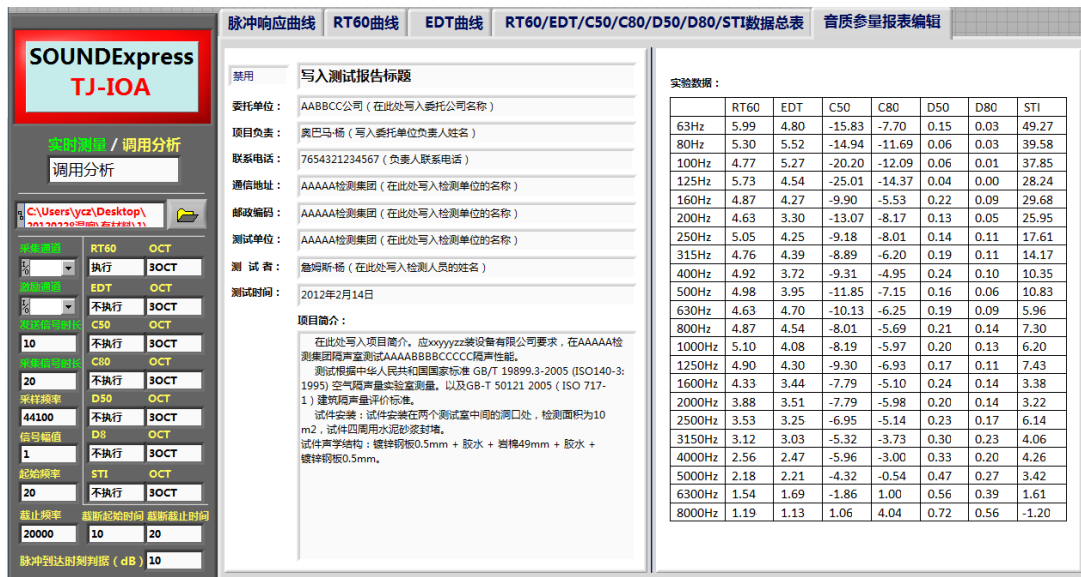 脉冲响应曲线 RT60曲线 EDT曲线 RT60/EDT/C50/C80/D50/D80/STI数据总表 音质参量报表编辑
SOUNDExpress
TJ-IOA
实时测量 / 调用分析
调用分析
C:\Users\ycz\Desktop\
采集通道 RT60 OCT
执行 3OCT
激励通道 EDT OCT
不执行 3OCT
发送信号时长 C50 OCT
10 不执行 3OCT
采集信号时长 C80 OCT
20 不执行 3OCT
采样频率 D50 OCT
44100 不执行 3OCT
信号幅值 D8 OCT
1 不执行 3OCT
起始频率 STI OCT
20 不执行 3OCT
截止频率 截断起始时间 截断截止时间
20000 10 20
脉冲到达时刻判据（dB） 10
禁用 写入测试报告标题
委托单位： AABBCC公司（在此处写入委托公司名称）
项目负责： 奥巴马·杨（写入委托单位负责人姓名）
联系电话： 7654321234567（负责人联系电话）
通信地址： AAAAA检测集团（在此处写入检测单位的名称）
邮政编码： AAAAA检测集团（在此处写入检测单位的名称）
测试单位： AAAAA检测集团（在此处写入检测单位的名称）
测 试 者： 詹姆斯·杨（在此处写入检测人员的姓名）
测试时间： 2012年2月14日
项目简介：
在此处写入项目简介。应xxyyyzz装设备有限公司要求，在AAAAA检
测集团隔声室测试AAAABBBBCCCCC隔声性能。
测试根据中华人民共和国国家标准 GB/T 19899.3-2005 (ISO140-3:
1995) 空气隔声量实验室测量。以及GB-T 50121 2005（ISO 717-
1）建筑隔声量评价标准。
试件安装：试件安装在两个测试室中间的洞口处，检测面积为10
m2，试件四周用水泥砂浆封堵。
试件声学结构：镀锌钢板0.5mm + 胶水 + 岩棉49mm + 胶水 +
镀锌钢板0.5mm。
实验数据：
RT60 EDT C50 C80 D50 D80 STI
63Hz 5.99 4.80 -15.83 -7.70 0.15 0.03 49.27
80Hz 5.30 5.52 -14.94 -11.69 0.06 0.03 39.58
100Hz 4.77 5.27 -20.20 -12.09 0.06 0.01 37.85
125Hz 5.73 4.54 -25.01 -14.37 0.04 0.00 28.24
160Hz 4.87 4.27 -9.90 -5.53 0.22 0.09 29.68
200Hz 4.63 3.30 -13.07 -8.17 0.13 0.05 25.95
250Hz 5.05 4.25 -9.18 -8.01 0.14 0.11 17.61
315Hz 4.76 4.39 -8.89 -6.20 0.19 0.11 14.17
400Hz 4.92 3.72 -9.31 -4.95 0.24 0.10 10.35
500Hz 4.98 3.95 -11.85 -7.15 0.16 0.06 10.83
630Hz 4.63 4.70 -10.13 -6.25 0.19 0.09 5.96
800Hz 4.87 4.54 -8.01 -5.69 0.21 0.14 7.30
1000Hz 5.10 4.08 -8.19 -5.97 0.20 0.13 6.20
1250Hz 4.90 4.30 -9.30 -6.93 0.17 0.11 7.43
1600Hz 4.33 3.44 -7.79 -5.10 0.24 0.14 3.38
2000Hz 3.88 3.51 -7.79 -5.98 0.20 0.14 3.22
2500Hz 3.53 3.25 -6.95 -5.14 0.23 0.17 6.14
3150Hz 3.12 3.03 -5.32 -3.73 0.30 0.23 4.06
4000Hz 2.56 2.47 -5.96 -3.00 0.33 0.20 4.26
5000Hz 2.18 2.21 -4.32 -0.54 0.47 0.27 3.42
6300Hz 1.54 1.69 -1.86 1.00 0.56 0.39 1.61
8000Hz 1.19 1.13 1.06 4.04 0.72 0.56 -1.20